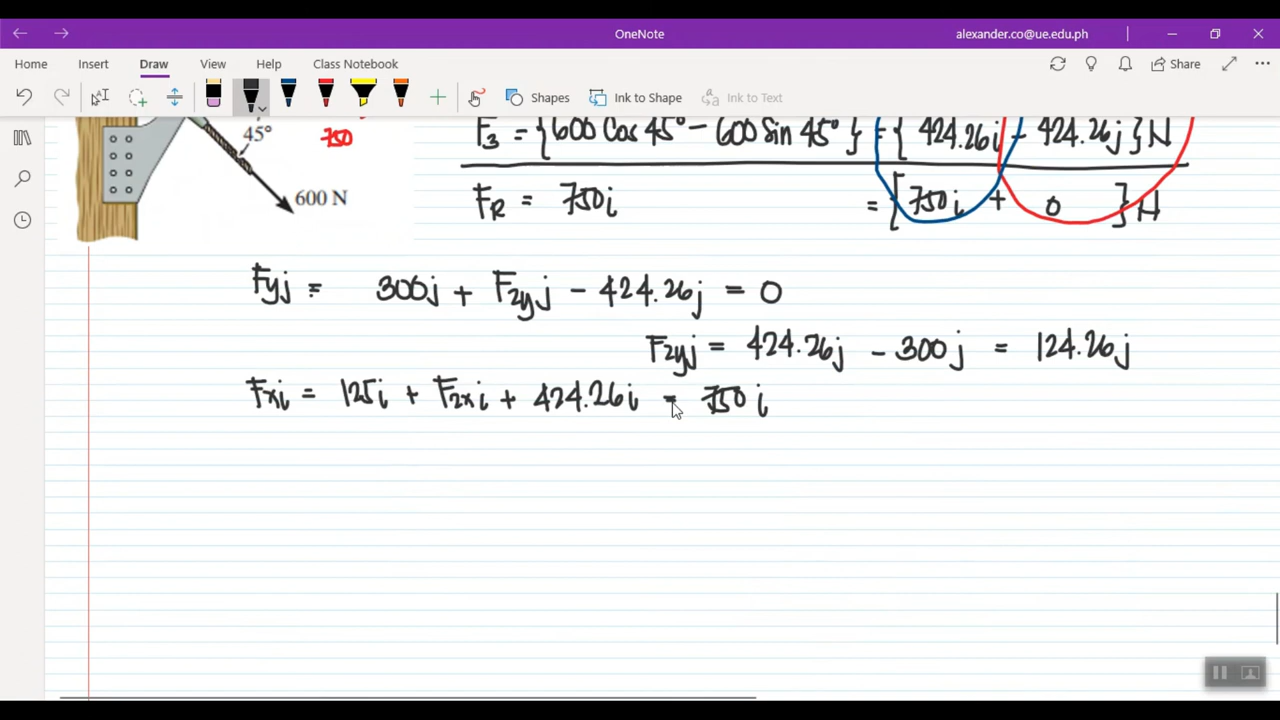 OneNote
alexander.co@ue.edu.ph
Home Insert Draw View Help Class Notebook Share
Shapes Ink to Shape Ink to Text
45°
750
600 N
F3 = {600 Cos 45° − 600 Sin 45°} = { 424.26i − 424.26j } N
FR = 750i = [750i + 0 } N
Fyj = 300j + F2yj − 424.26j = 0
F2yj = 424.26j − 300j = 124.26j
Fxi = 125i + F2xi + 424.26i = 750i